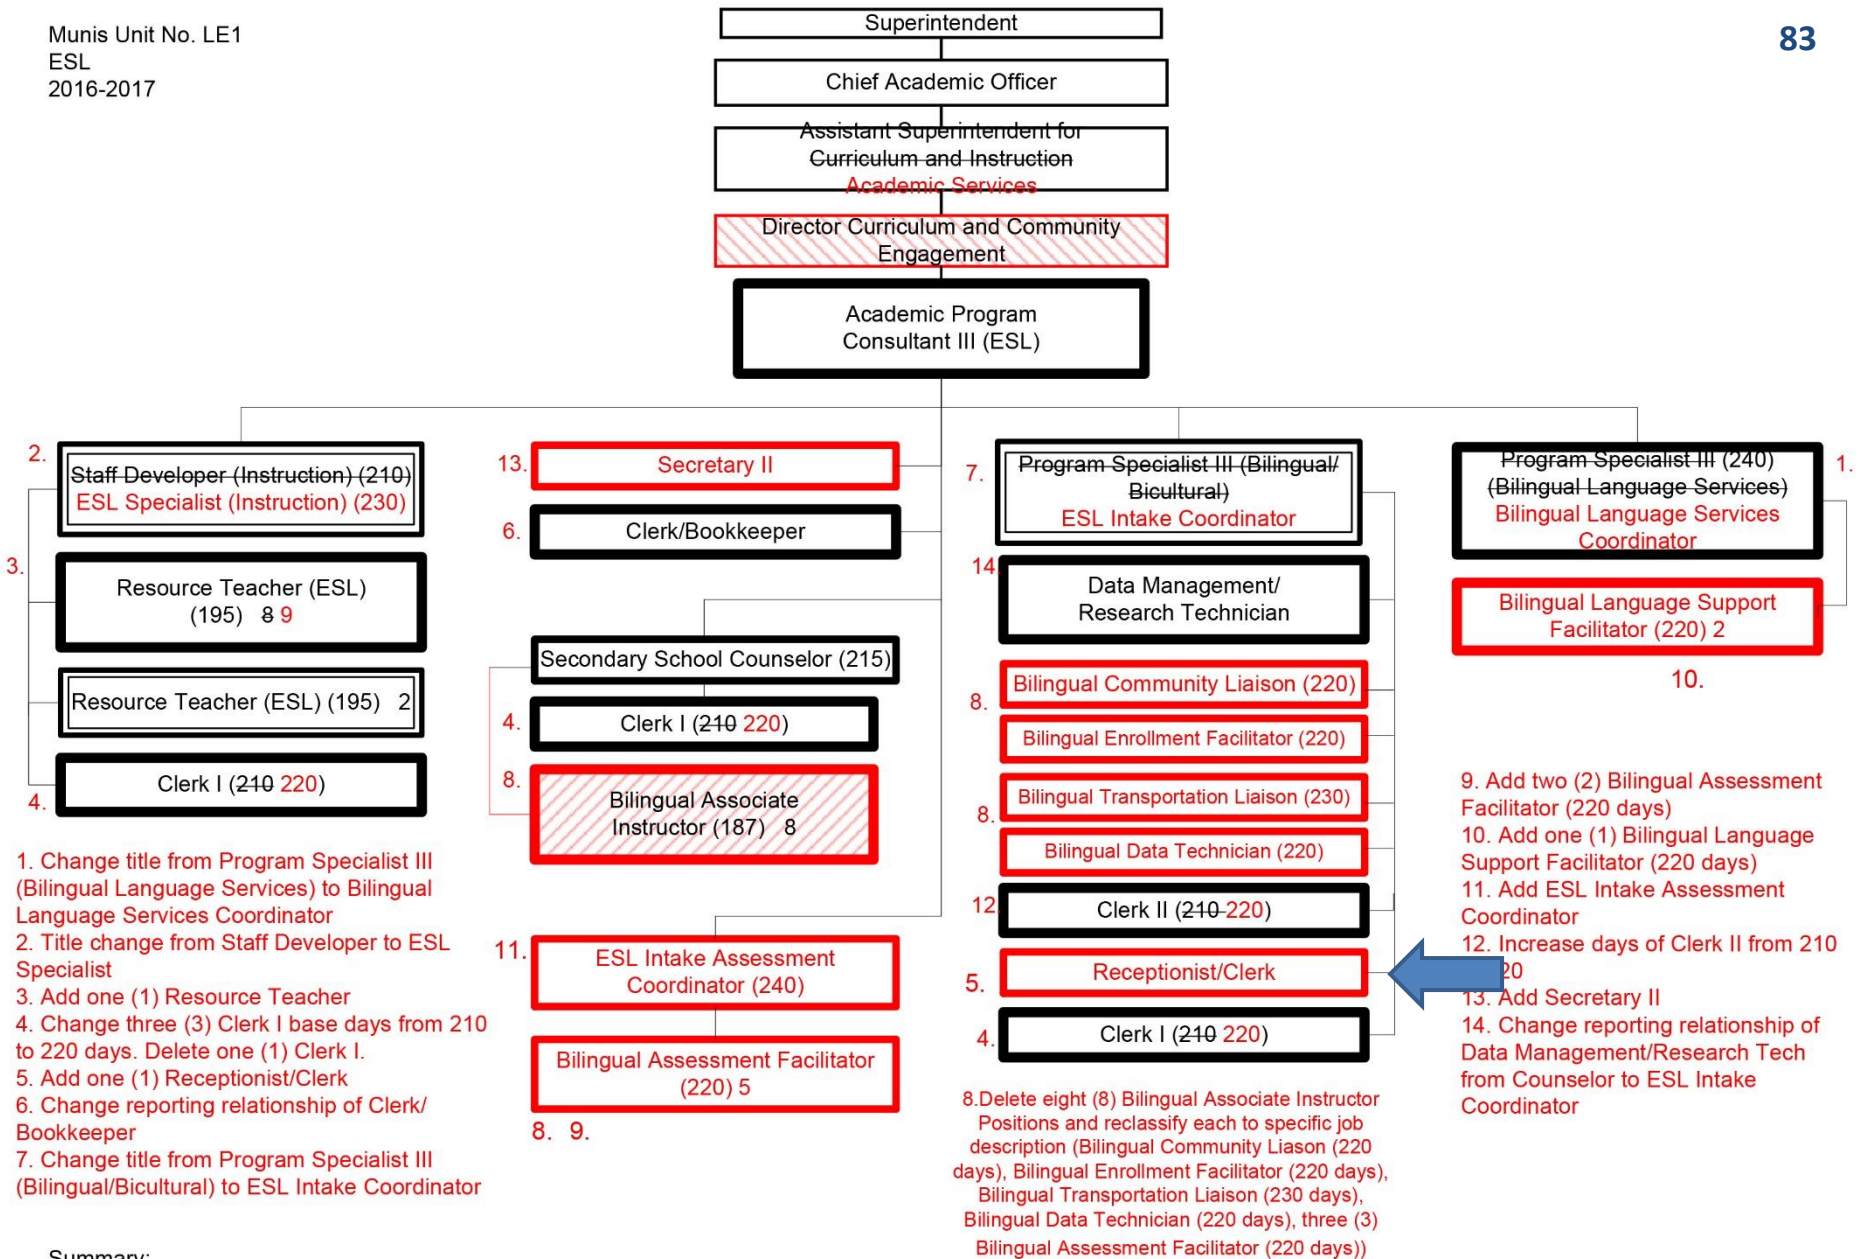 Munis Unit No. LE1
ESL
2016-2017
83
Superintendent
Chief Academic Officer
Assistant Superintendent for
Curriculum and Instruction
Academic Services
Director Curriculum and Community
Engagement
Academic Program
Consultant III (ESL)
2.
Staff Developer (Instruction) (210)
ESL Specialist (Instruction) (230)
3.
Resource Teacher (ESL)
(195) 8 9
Resource Teacher (ESL) (195) 2
Clerk I (210 220)
4.
13.
Secretary II
6.
Clerk/Bookkeeper
Secondary School Counselor (215)
4.
Clerk I (210 220)
8.
Bilingual Associate
Instructor (187) 8
11.
ESL Intake Assessment
Coordinator (240)
Bilingual Assessment Facilitator
(220) 5
8. 9.
7.
Program Specialist III (Bilingual/
Bicultural)
ESL Intake Coordinator
14.
Data Management/
Research Technician
Bilingual Community Liaison (220)
8.
Bilingual Enrollment Facilitator (220)
Bilingual Transportation Liaison (230)
8.
Bilingual Data Technician (220)
12.
Clerk II (210 220)
Receptionist/Clerk
5.
Clerk I (210 220)
4.
Program Specialist III (240)
(Bilingual Language Services)
Bilingual Language Services
Coordinator
1.
Bilingual Language Support
Facilitator (220) 2
10.
1. Change title from Program Specialist III
(Bilingual Language Services) to Bilingual
Language Services Coordinator
2. Title change from Staff Developer to ESL
Specialist
3. Add one (1) Resource Teacher
4. Change three (3) Clerk I base days from 210
to 220 days. Delete one (1) Clerk I.
5. Add one (1) Receptionist/Clerk
6. Change reporting relationship of Clerk/
Bookkeeper
7. Change title from Program Specialist III
(Bilingual/Bicultural) to ESL Intake Coordinator
8.Delete eight (8) Bilingual Associate Instructor
Positions and reclassify each to specific job
description (Bilingual Community Liason (220
days), Bilingual Enrollment Facilitator (220 days),
Bilingual Transportation Liaison (230 days),
Bilingual Data Technician (220 days), three (3)
Bilingual Assessment Facilitator (220 days))
9. Add two (2) Bilingual Assessment
Facilitator (220 days)
10. Add one (1) Bilingual Language
Support Facilitator (220 days)
11. Add ESL Intake Assessment
Coordinator
12. Increase days of Clerk II from 210
20
13. Add Secretary II
14. Change reporting relationship of
Data Management/Research Tech
from Counselor to ESL Intake
Coordinator
Summary: